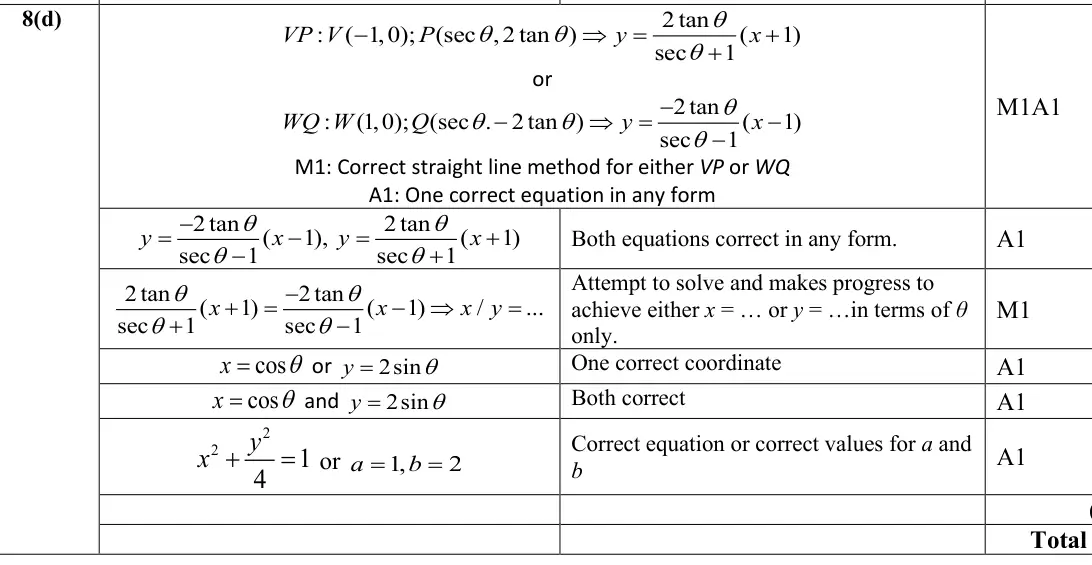 8(d)
VP : V (−1, 0); P(sec θ, 2 tan θ) ⇒ y = 2 tan θ / (sec θ + 1) (x + 1)
or
WQ : W (1, 0); Q(sec θ. − 2 tan θ) ⇒ y = −2 tan θ / (sec θ − 1) (x − 1)
M1: Correct straight line method for either VP or WQ
A1: One correct equation in any form
M1A1
y = −2 tan θ / (sec θ − 1) (x − 1), y = 2 tan θ / (sec θ + 1) (x + 1)
Both equations correct in any form.
A1
2 tan θ / (sec θ + 1) (x + 1) = −2 tan θ / (sec θ − 1) (x − 1) ⇒ x / y = ...
Attempt to solve and makes progress to
achieve either x = … or y = …in terms of θ
only.
M1
x = cos θ or y = 2 sin θ
One correct coordinate
A1
x = cos θ and y = 2 sin θ
Both correct
A1
x² + y²/4 = 1 or a = 1, b = 2
Correct equation or correct values for a and
b
A1
(
Total